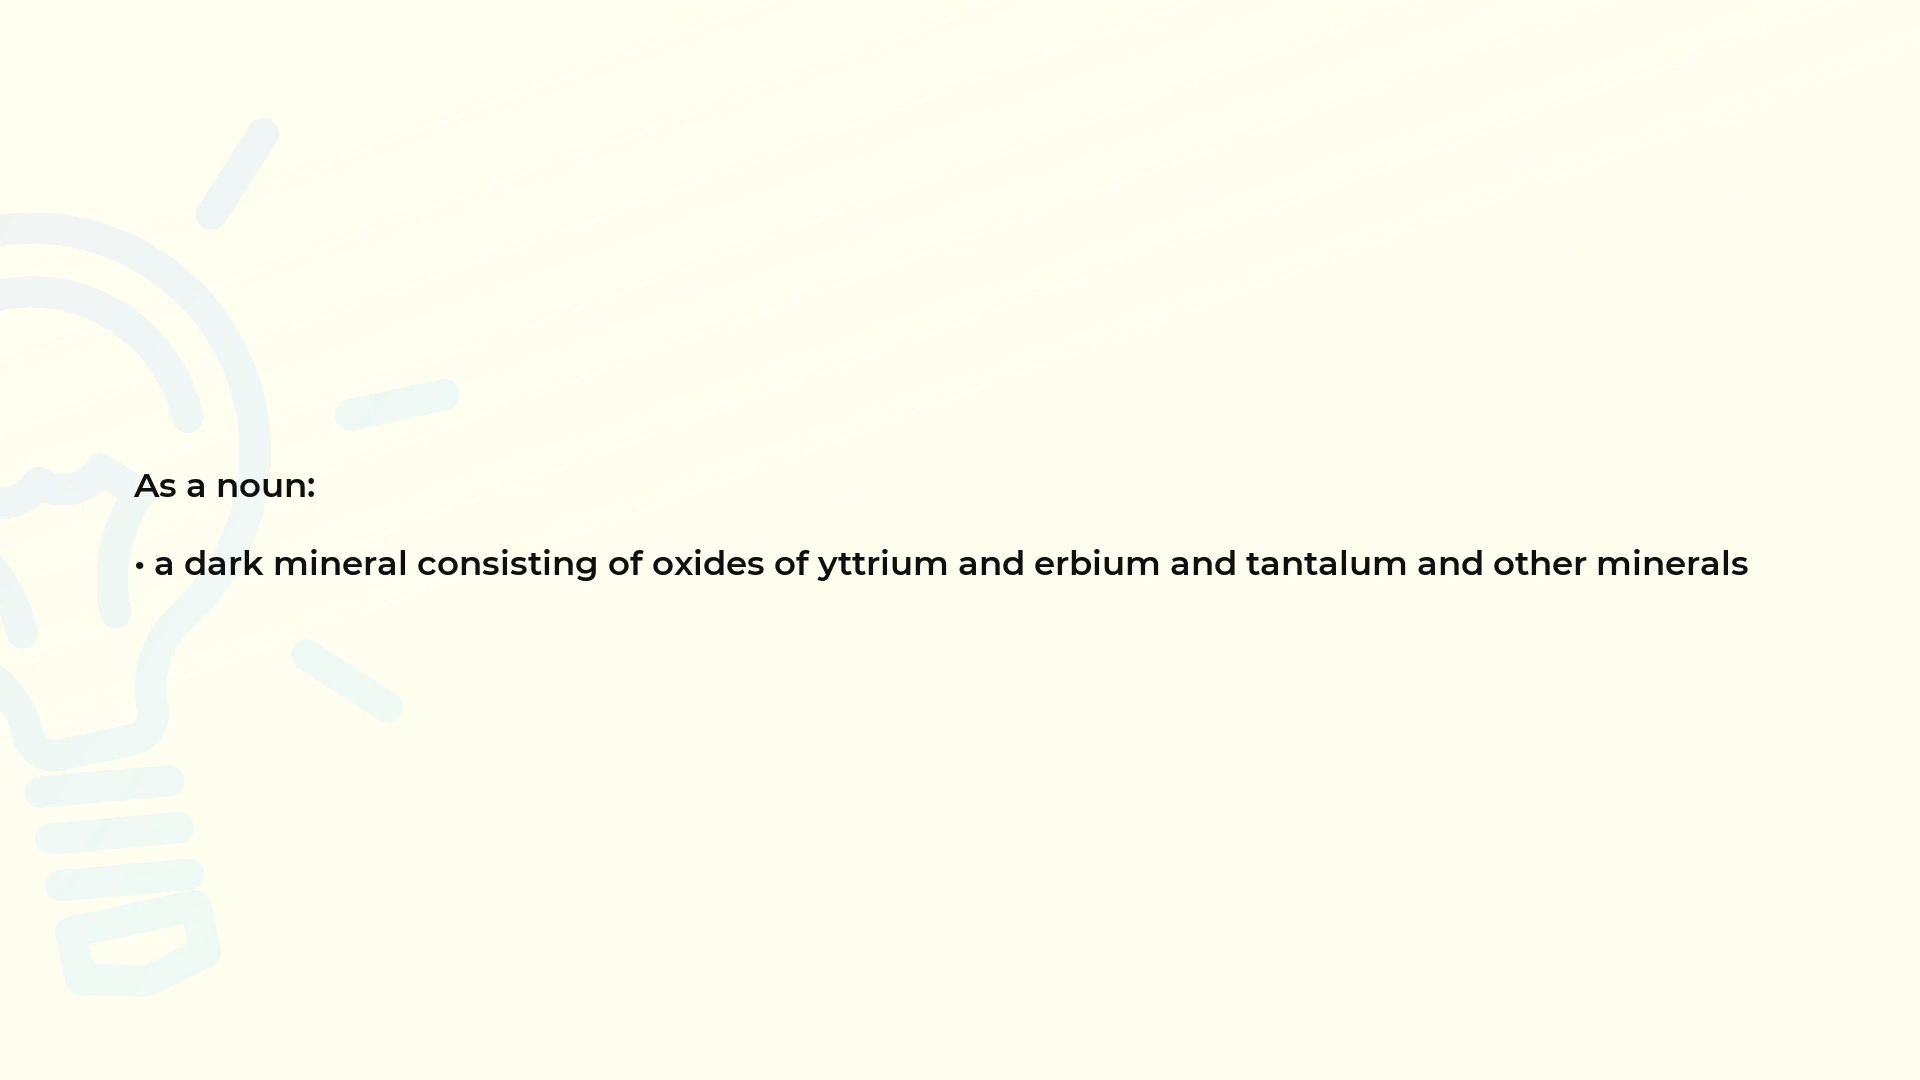 As a noun:
• a dark mineral consisting of oxides of yttrium and erbium and tantalum and other minerals